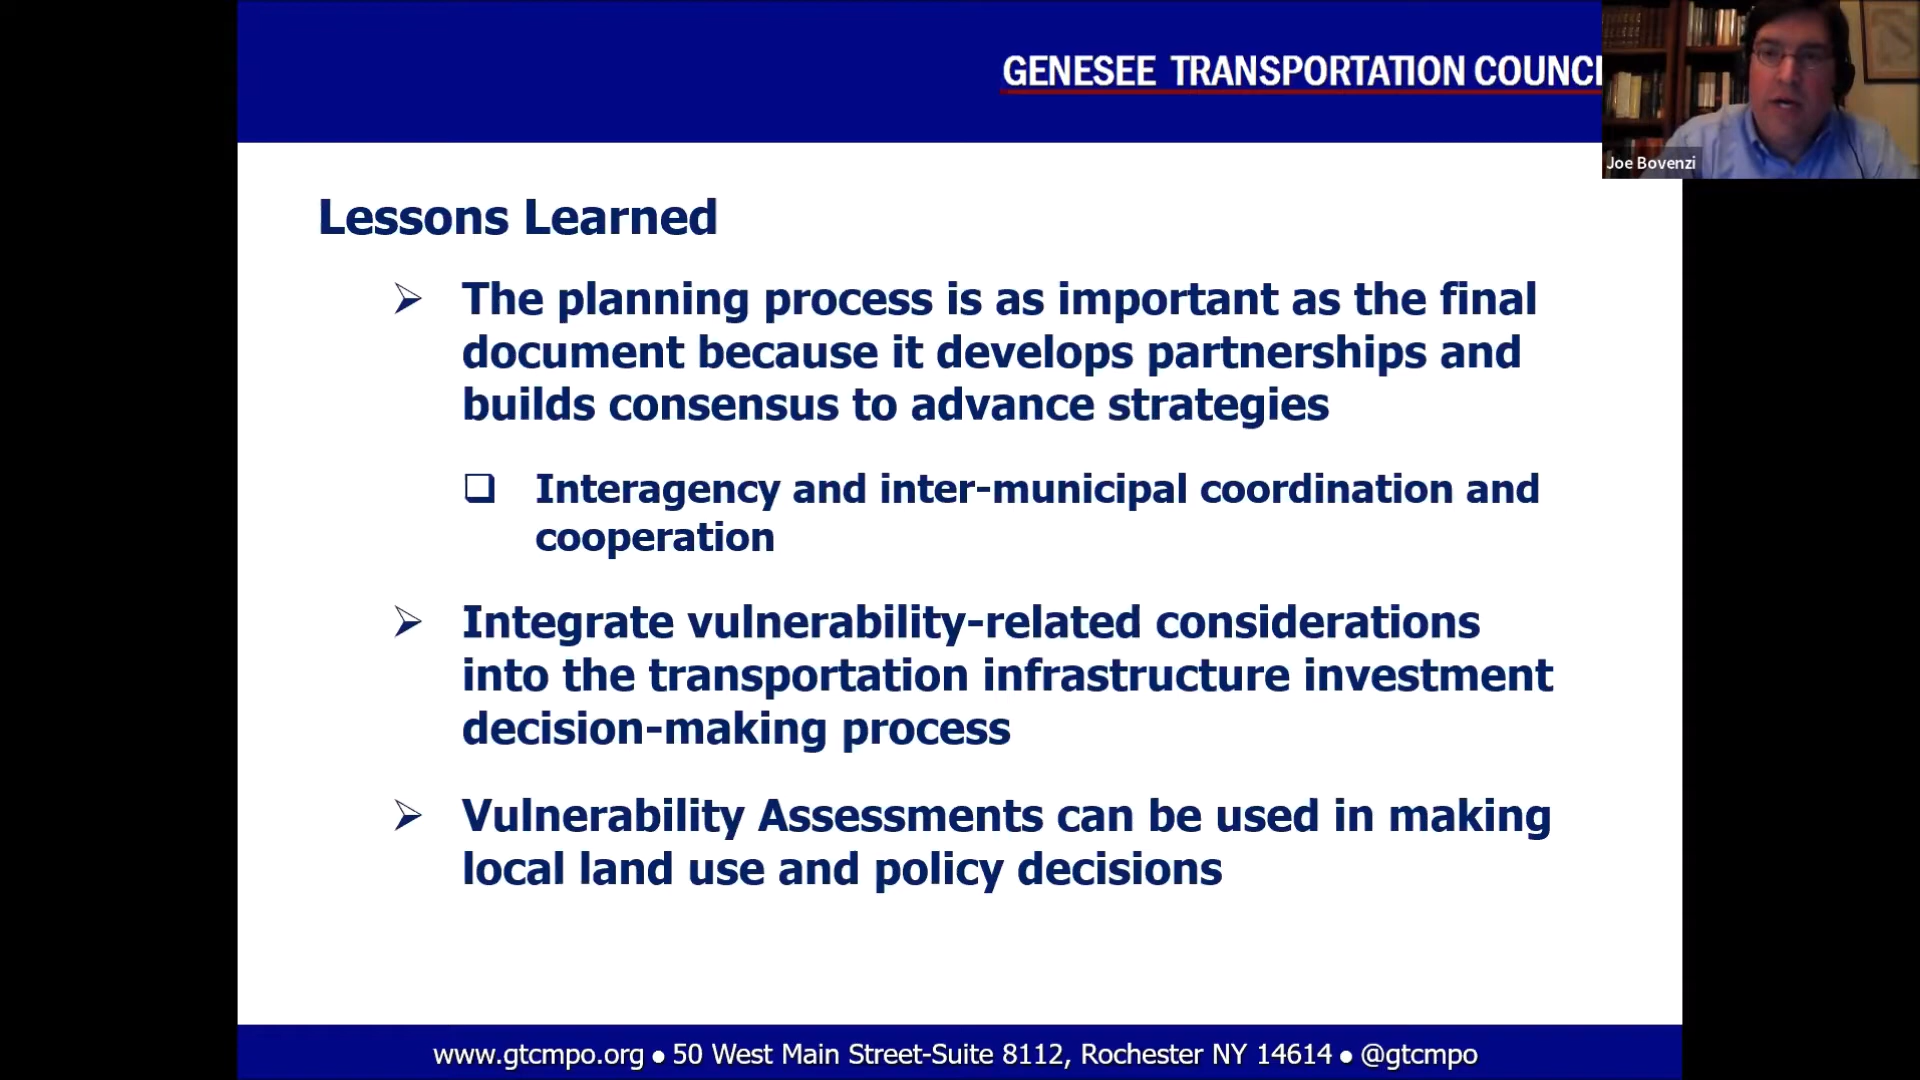 GENESEE TRANSPORTATION COUNCI
Joe Bovenzi
Lessons Learned
➢ The planning process is as important as the final
document because it develops partnerships and
builds consensus to advance strategies
❑ Interagency and inter-municipal coordination and
cooperation
➢ Integrate vulnerability-related considerations
into the transportation infrastructure investment
decision-making process
➢ Vulnerability Assessments can be used in making
local land use and policy decisions
www.gtcmpo.org ● 50 West Main Street-Suite 8112, Rochester NY 14614 ● @gtcmpo